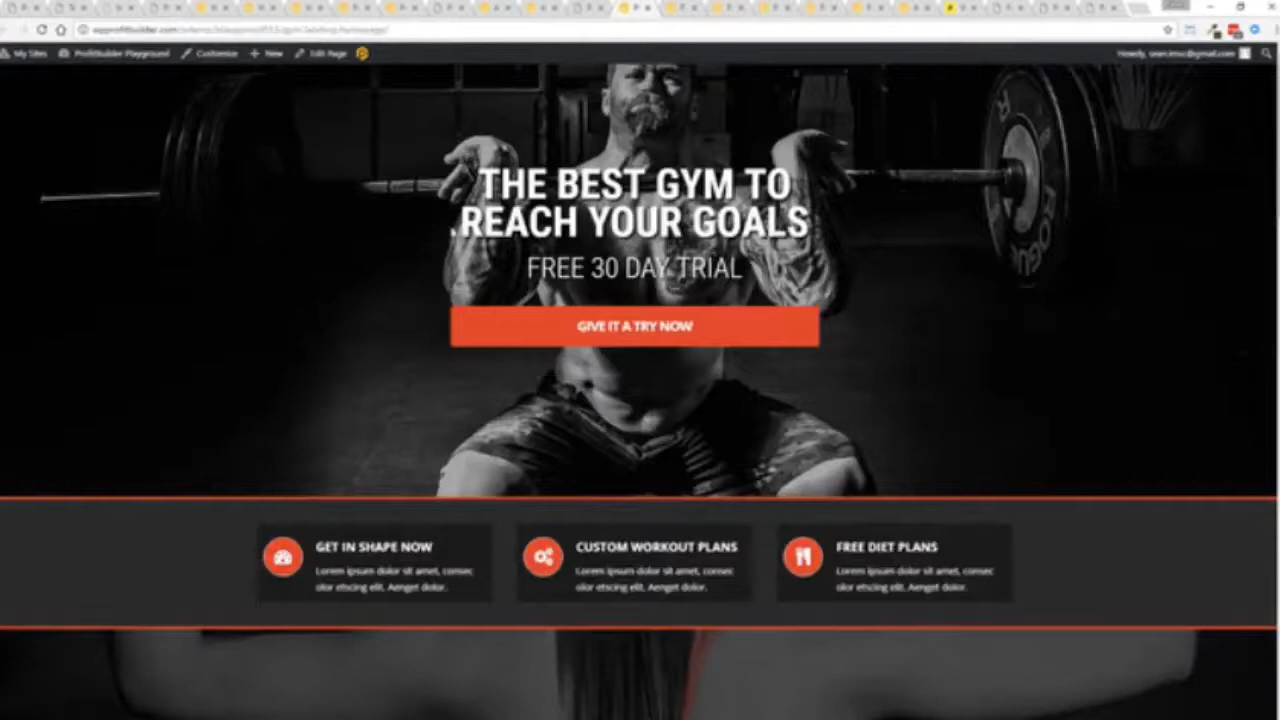 My Sites
ProfitBuilder Playground
Customize
New
Edit Page
THE BEST GYM TO
REACH YOUR GOALS
FREE 30 DAY TRIAL
GIVE IT A TRY NOW
GET IN SHAPE NOW
Lorem ipsum dolor sit amet, consec
olor etscing elit. Aenget dolor.
CUSTOM WORKOUT PLANS
Lorem ipsum dolor sit amet, consec
olor etscing elit. Aenget dolor.
FREE DIET PLANS
Lorem ipsum dolor sit amet, consec
olor etscing elit. Aenget dolor.